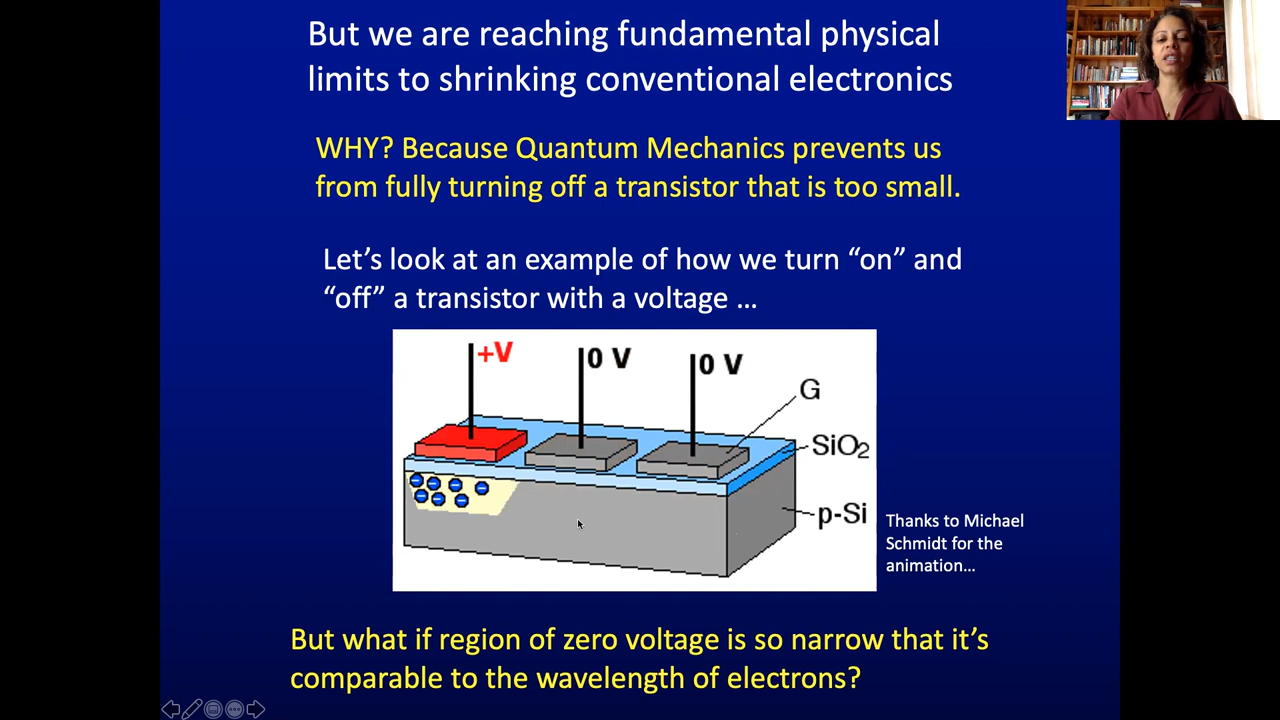 But we are reaching fundamental physical
limits to shrinking conventional electronics
WHY? Because Quantum Mechanics prevents us
from fully turning off a transistor that is too small.
Let’s look at an example of how we turn “on” and
“off” a transistor with a voltage …
+V
0 V
0 V
G
SiO₂
p-Si
Thanks to Michael
Schmidt for the
animation…
But what if region of zero voltage is so narrow that it’s
comparable to the wavelength of electrons?